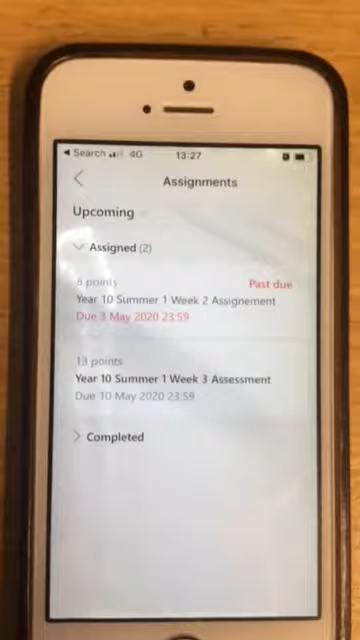 Search 4G 13:27
Assignments
Upcoming
Assigned (2)
8 points Past due
Year 10 Summer 1 Week 2 Assignement
Due 3 May 2020 23:59
13 points
Year 10 Summer 1 Week 3 Assessment
Due 10 May 2020 23:59
Completed